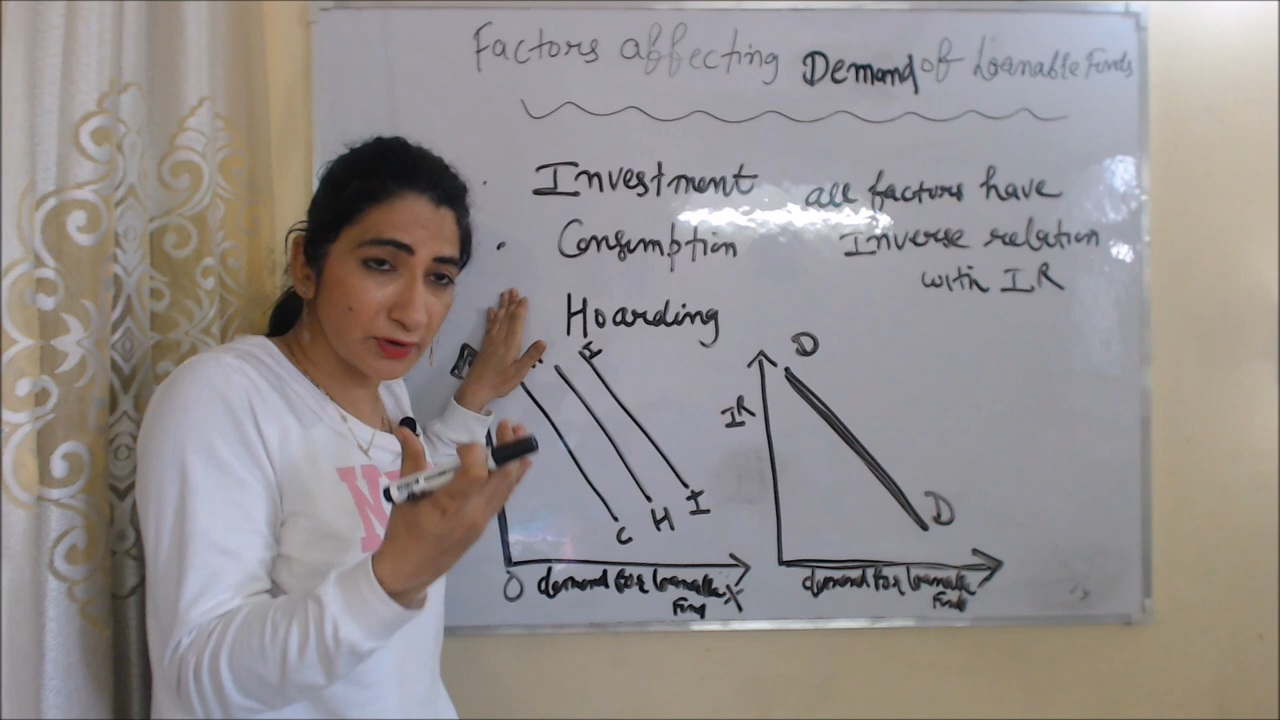 Factors affecting Demand of Loanable Funds
Investment
Consumption
Hoarding
all factors have
Inverse relation
with IR
I
C
H
I
O
demand for loanable
Fund
X
IR
D
D
demand for loanable
Funds